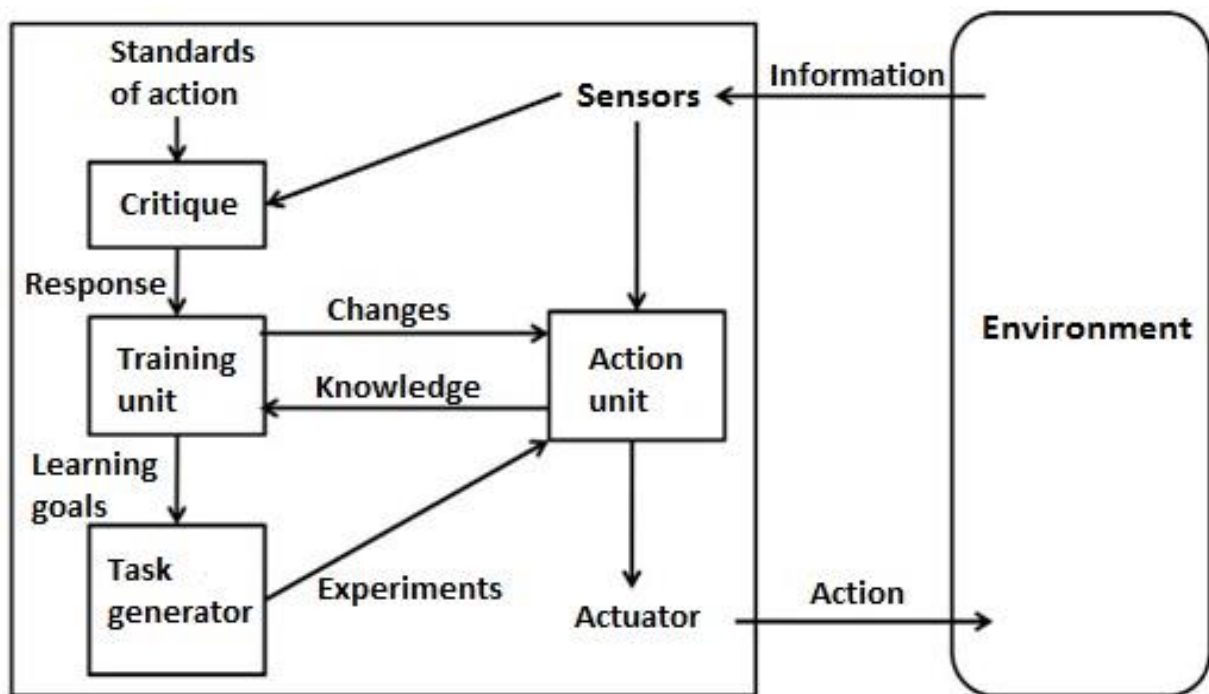 Standards
of action
Information
Sensors
Critique
Response
Changes
Environment
Training
unit
Knowledge
Action
unit
Learning
goals
Task
generator
Experiments
Actuator
Action